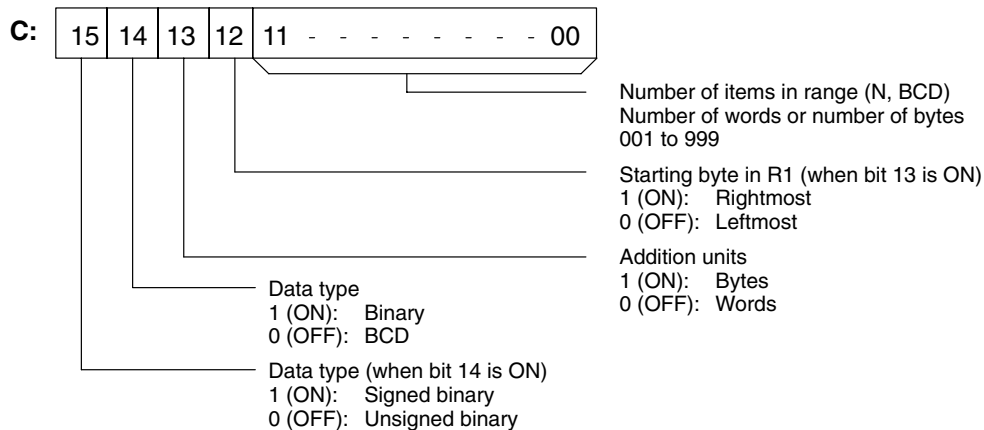 C: 15 14 13 12 11 - - - - - - - - 00
Number of items in range (N, BCD)
Number of words or number of bytes
001 to 999
Starting byte in R1 (when bit 13 is ON)
1 (ON): Rightmost
0 (OFF): Leftmost
Addition units
1 (ON): Bytes
0 (OFF): Words
Data type
1 (ON): Binary
0 (OFF): BCD
Data type (when bit 14 is ON)
1 (ON): Signed binary
0 (OFF): Unsigned binary